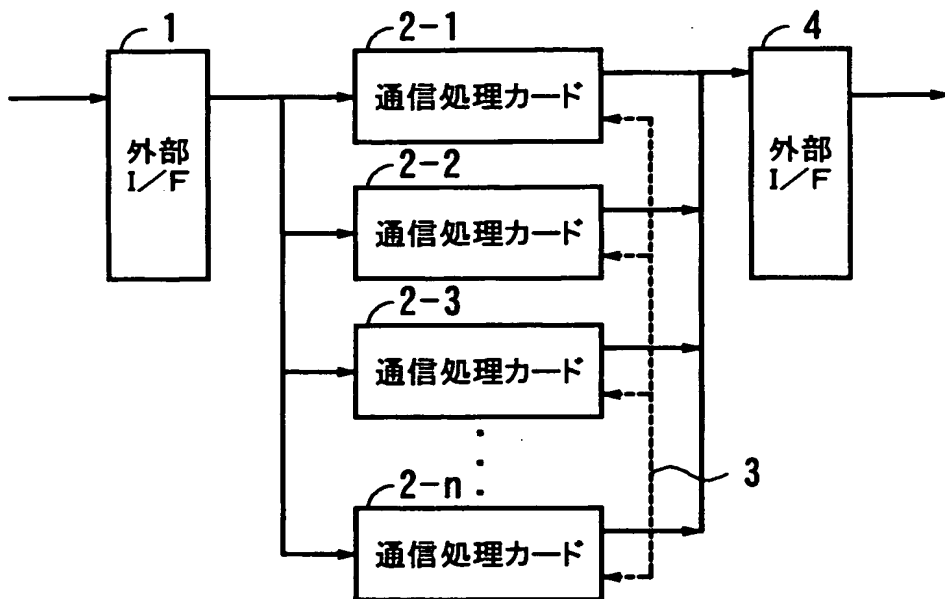 1
外部
I/F
2-1
通信処理カード
2-2
通信処理カード
2-3
通信処理カード
2-n
通信処理カード
3
4
外部
I/F